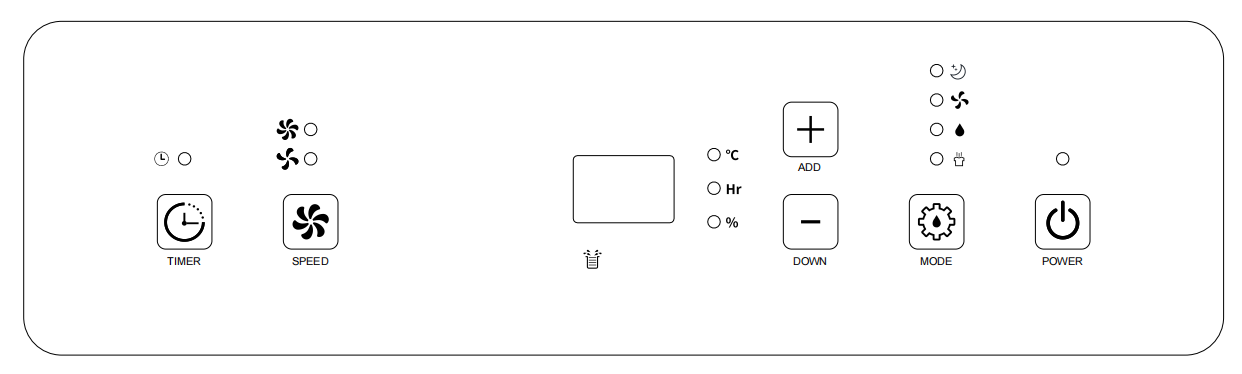 °C
Hr
%
ADD
TIMER
SPEED
DOWN
MODE
POWER